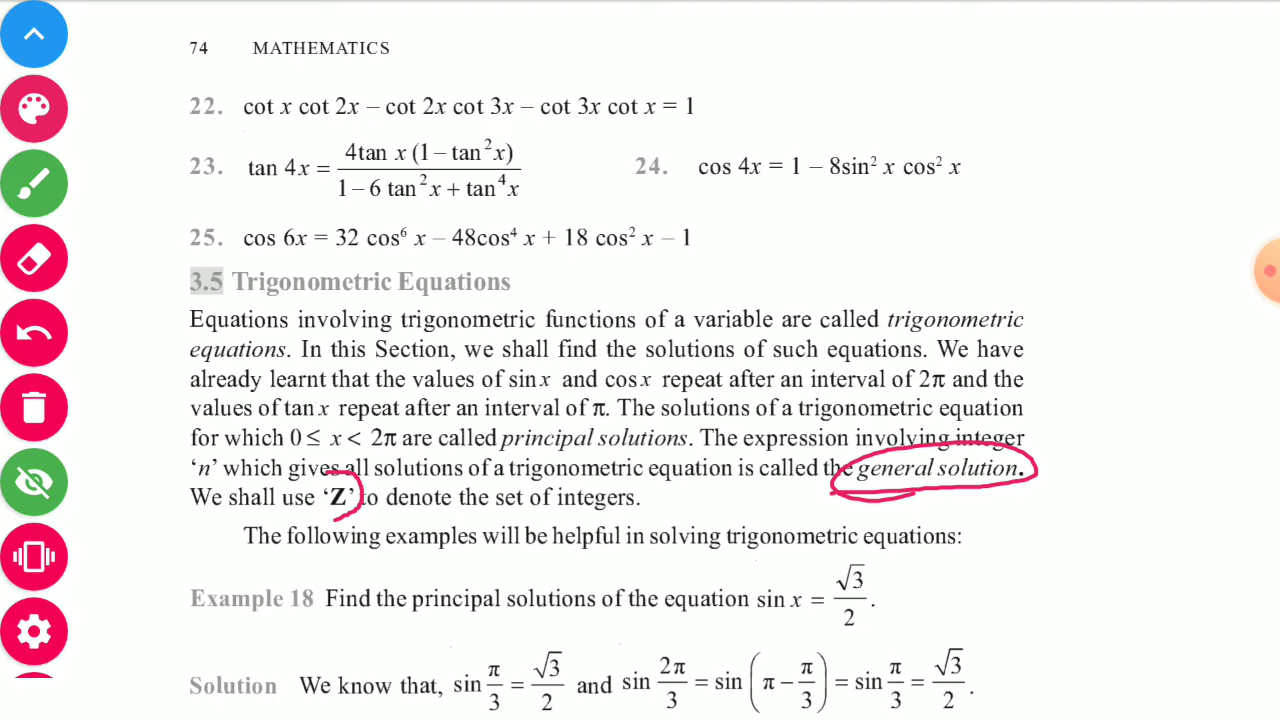 74 MATHEMATICS
22. cot x cot 2x – cot 2x cot 3x – cot 3x cot x = 1
23. tan 4x = 4tan x (1 – tan²x) / 1 – 6 tan²x + tan⁴x 24. cos 4x = 1 – 8sin² x cos² x
25. cos 6x = 32 cos⁶ x – 48cos⁴ x + 18 cos² x – 1
3.5 Trigonometric Equations
Equations involving trigonometric functions of a variable are called trigonometric
equations. In this Section, we shall find the solutions of such equations. We have
already learnt that the values of sin x and cos x repeat after an interval of 2π and the
values of tan x repeat after an interval of π. The solutions of a trigonometric equation
for which 0 ≤ x < 2π are called principal solutions. The expression involving integer
‘n’ which gives all solutions of a trigonometric equation is called the general solution.
We shall use ‘Z’ to denote the set of integers.
The following examples will be helpful in solving trigonometric equations:
Example 18 Find the principal solutions of the equation sin x = √3/2.
Solution We know that, sin π/3 = √3/2 and sin 2π/3 = sin (π – π/3) = sin π/3 = √3/2.